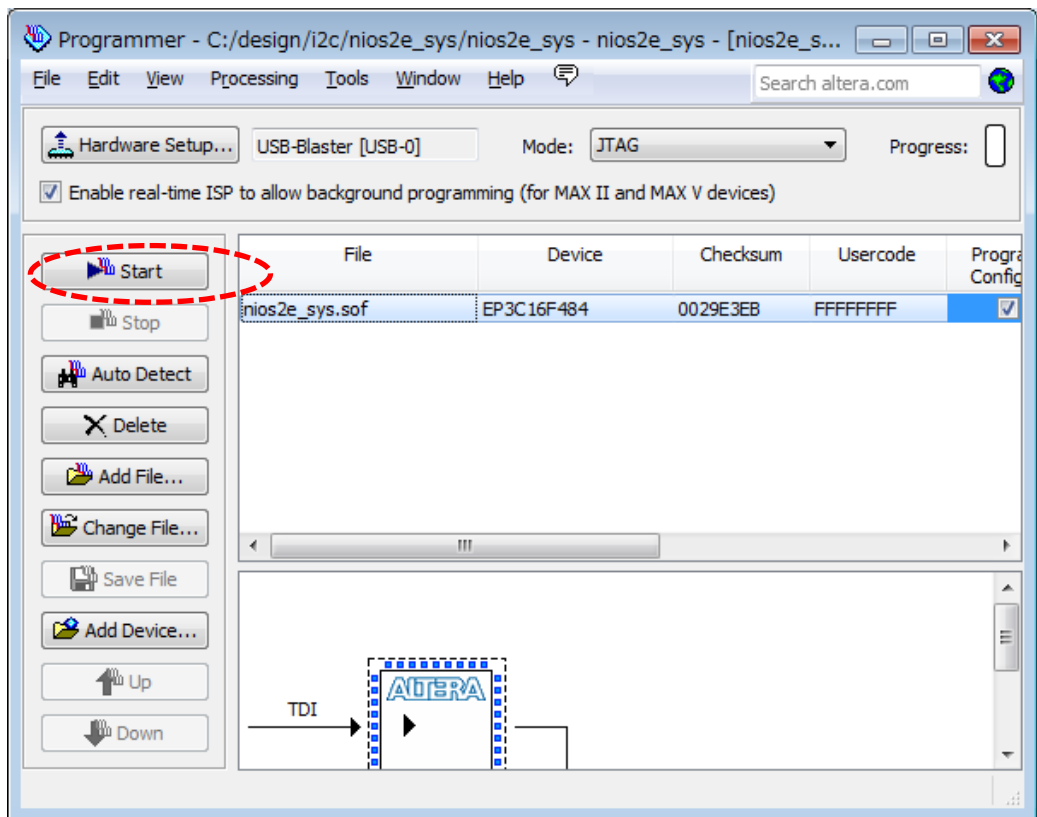 Programmer - C:/design/i2c/nios2e_sys/nios2e_sys - nios2e_sys - [nios2e_s...
File Edit View Processing Tools Window Help Search altera.com
Hardware Setup... USB-Blaster [USB-0] Mode: JTAG Progress:
Enable real-time ISP to allow background programming (for MAX II and MAX V devices)
Start
Stop
Auto Detect
Delete
Add File...
Change File...
Save File
Add Device...
Up
Down
File Device Checksum Usercode Progra
Config
nios2e_sys.sof EP3C16F484 0029E3EB FFFFFFFF
ALTERA
TDI